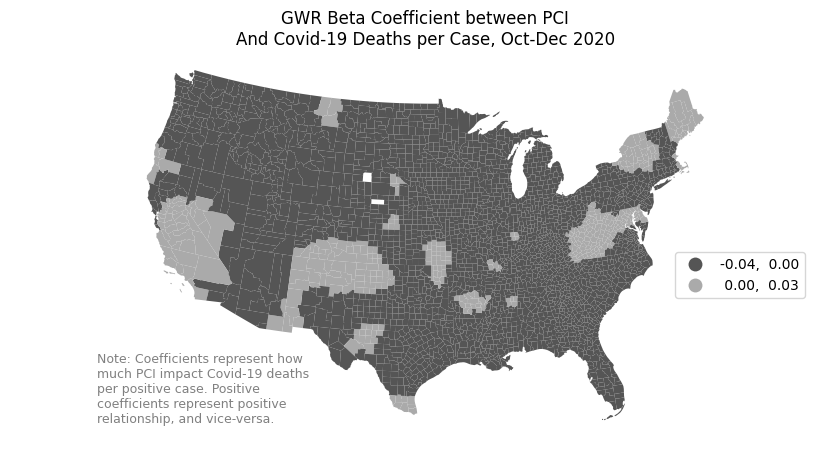 GWR Beta Coefficient between PCI
And Covid-19 Deaths per Case, Oct-Dec 2020
-0.04,  0.00
0.00,  0.03
Note: Coefficients represent how
much PCI impact Covid-19 deaths
per positive case. Positive
coefficients represent positive
relationship, and vice-versa.